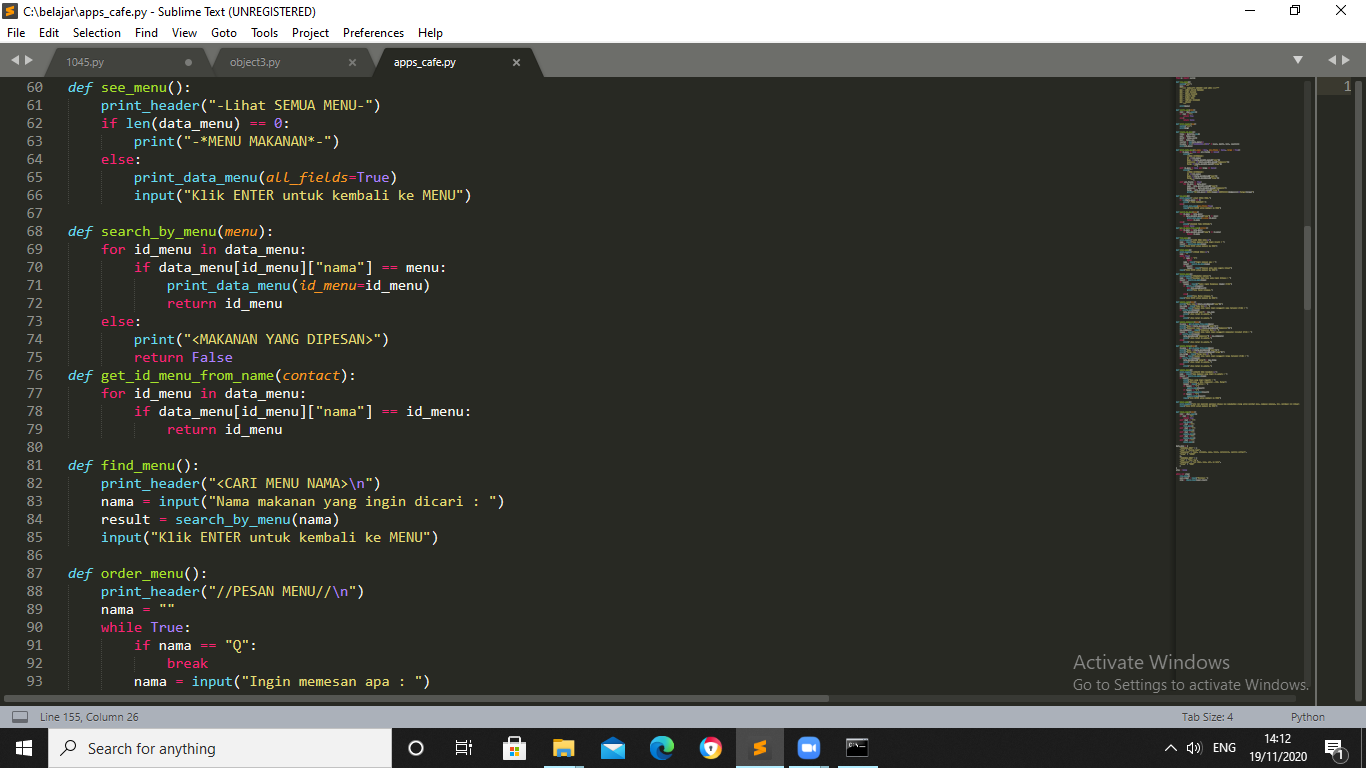 C:\belajar\apps_cafe.py - Sublime Text (UNREGISTERED)
File Edit Selection Find View Goto Tools Project Preferences Help
1045.py object3.py apps_cafe.py
60 def see_menu():
61 print_header("-Lihat SEMUA MENU-")
62 if len(data_menu) == 0:
63 print("-*MENU MAKANAN*-")
64 else:
65 print_data_menu(all_fields=True)
66 input("Klik ENTER untuk kembali ke MENU")
67
68 def search_by_menu(menu):
69 for id_menu in data_menu:
70 if data_menu[id_menu]["nama"] == menu:
71 print_data_menu(id_menu=id_menu)
72 return id_menu
73 else:
74 print("<MAKANAN YANG DIPESAN>")
75 return False
76 def get_id_menu_from_name(contact):
77 for id_menu in data_menu:
78 if data_menu[id_menu]["nama"] == id_menu:
79 return id_menu
80
81 def find_menu():
82 print_header("<CARI MENU NAMA>\n")
83 nama = input("Nama makanan yang ingin dicari : ")
84 result = search_by_menu(nama)
85 input("Klik ENTER untuk kembali ke MENU")
86
87 def order_menu():
88 print_header("//PESAN MENU//\n")
89 nama = ""
90 while True:
91 if nama == "Q":
92 break
93 nama = input("Ingin memesan apa : ")
1
Activate Windows
Go to Settings to activate Windows.
Line 155, Column 26 Tab Size: 4 Python
Search for anything
ENG
14:12
19/11/2020
1